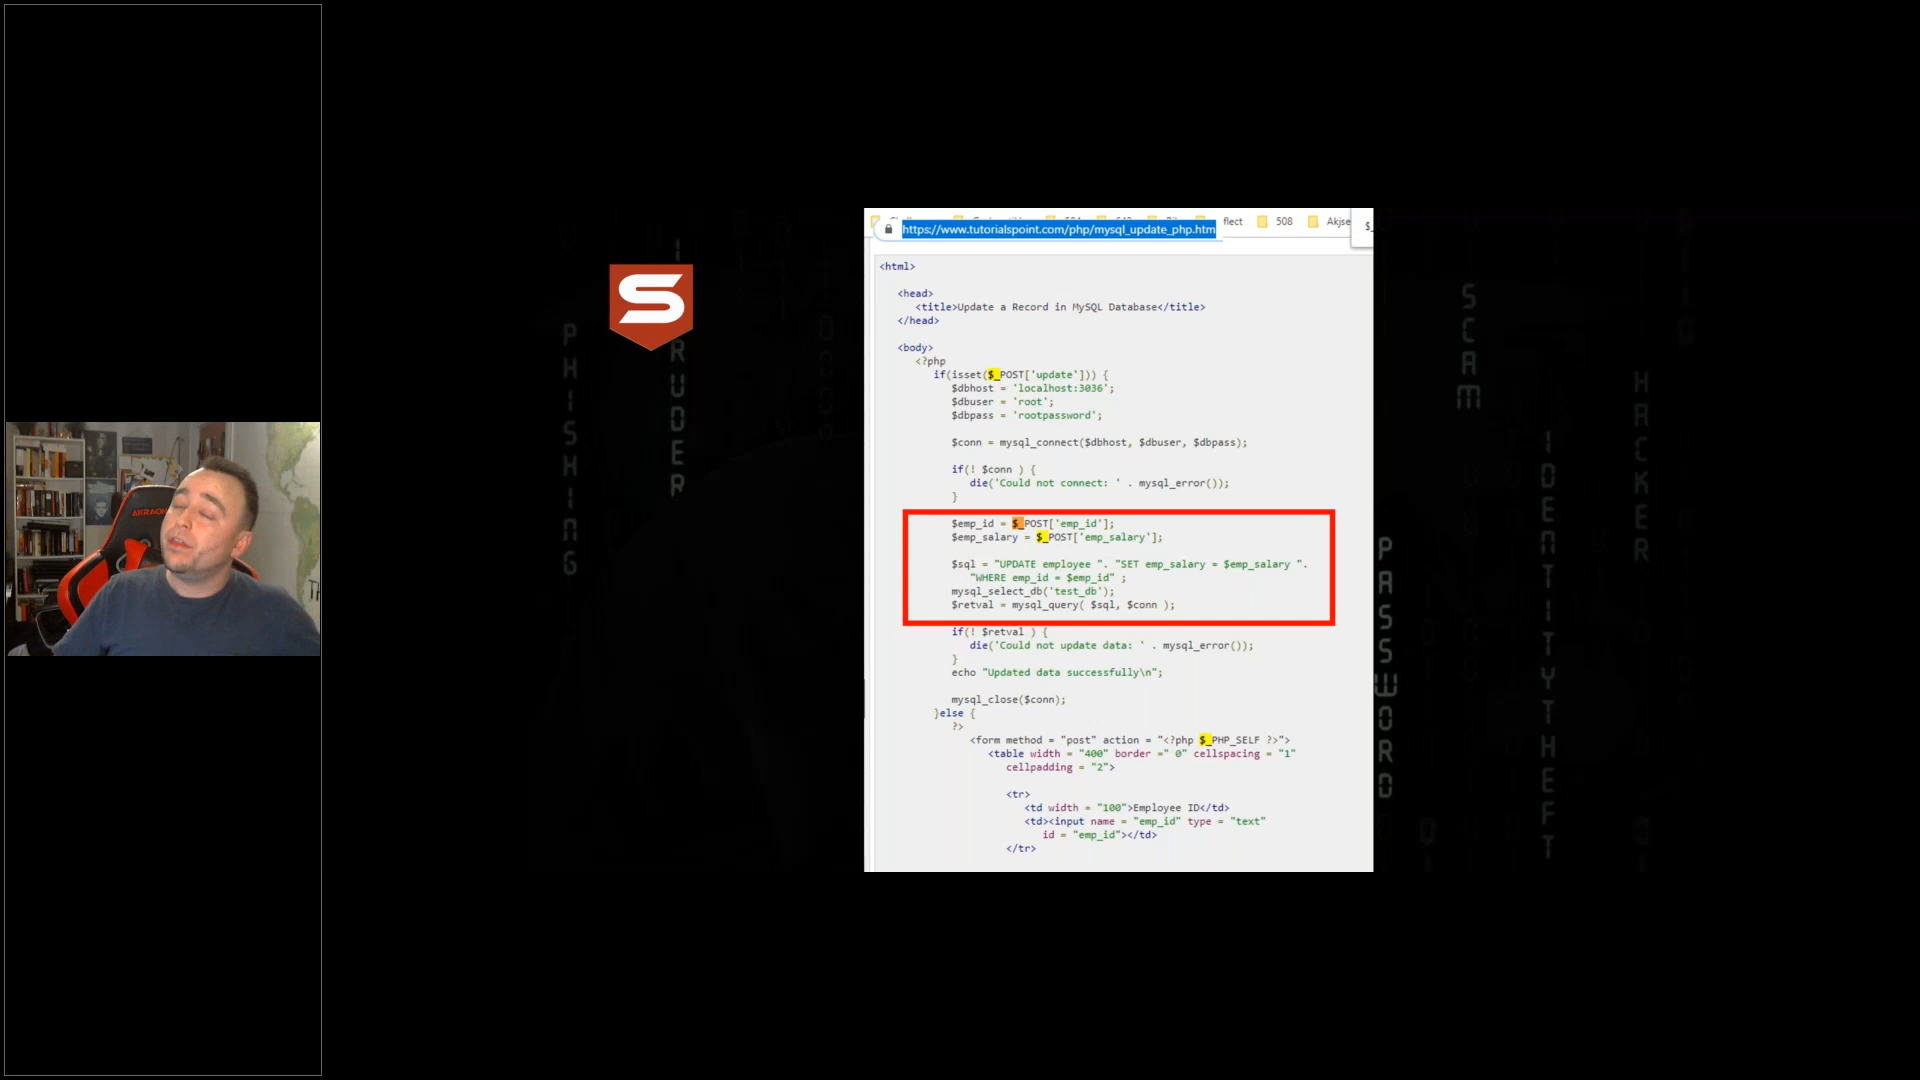 AKRACING
S
PHISHING
INTRUDER
flect 508 Akjse
https://www.tutorialspoint.com/php/mysql_update_php.htm
$_
<html>
<head>
<title>Update a Record in MySQL Database</title>
</head>
<body>
<?php
if(isset($_POST['update'])) {
$dbhost = 'localhost:3036';
$dbuser = 'root';
$dbpass = 'rootpassword';
$conn = mysql_connect($dbhost, $dbuser, $dbpass);
if(! $conn ) {
die('Could not connect: ' . mysql_error());
}
$emp_id = $_POST['emp_id'];
$emp_salary = $_POST['emp_salary'];
$sql = "UPDATE employee ". "SET emp_salary = $emp_salary ".
"WHERE emp_id = $emp_id" ;
mysql_select_db('test_db');
$retval = mysql_query( $sql, $conn );
if(! $retval ) {
die('Could not update data: ' . mysql_error());
}
echo "Updated data successfully\n";
mysql_close($conn);
}else {
?>
<form method = "post" action = "<?php $_PHP_SELF ?>">
<table width = "400" border =" 0" cellspacing = "1"
cellpadding = "2">
<tr>
<td width = "100">Employee ID</td>
<td><input name = "emp_id" type = "text"
id = "emp_id"></td>
</tr>
PASSWORD
SCAM
IDENTITYTHEFT
HACKER